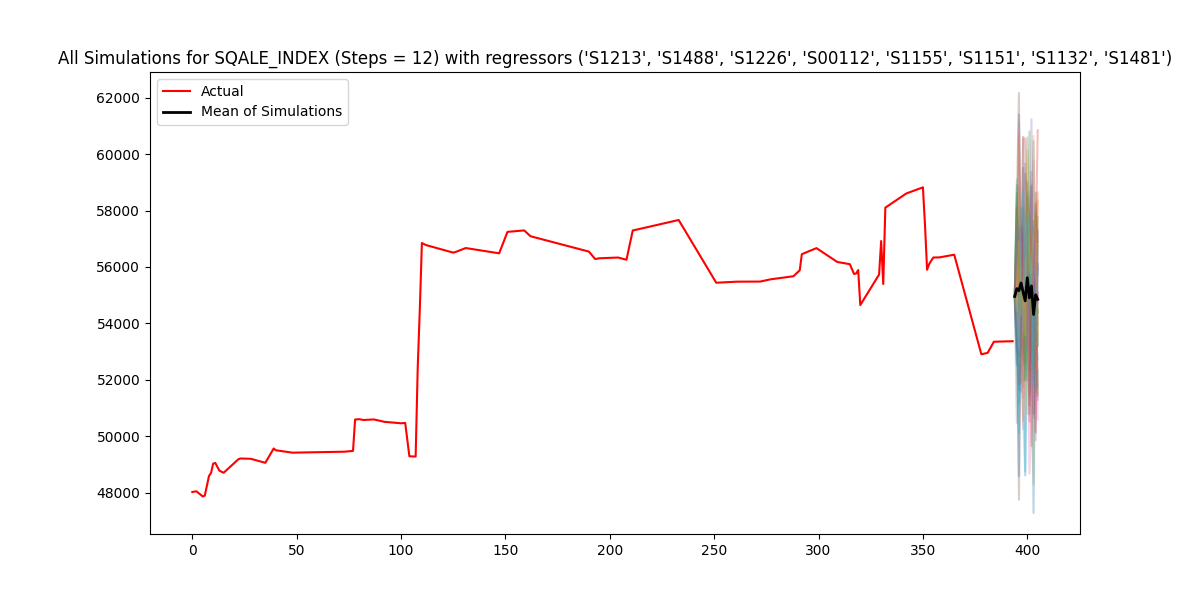 All Simulations for SQALE_INDEX (Steps = 12) with regressors ('S1213', 'S1488', 'S1226', 'S00112', 'S1155', 'S1151', 'S1132', 'S1481')
Actual
Mean of Simulations
62000
60000
58000
56000
54000
52000
50000
48000
0 50 100 150 200 250 300 350 400